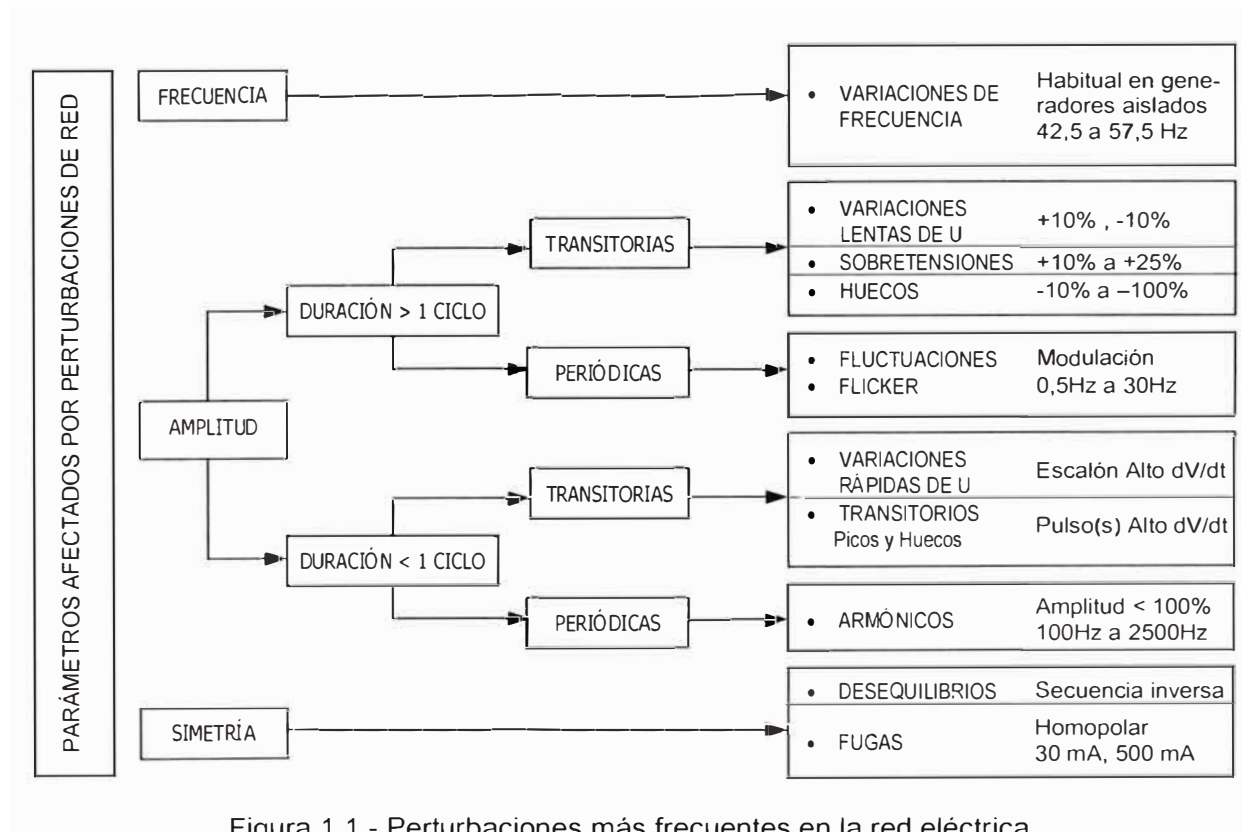 PARÁMETROS AFECTADOS POR PERTURBACIONES DE RED
FRECUENCIA
• VARIACIONES DE
FRECUENCIA
Habitual en gene-
radores aislados
42,5 a 57,5 Hz
AMPLITUD
DURACIÓN > 1 CICLO
TRANSITORIAS
• VARIACIONES
LENTAS DE U
+10% , -10%
• SOBRETENSIONES +10% a +25%
• HUECOS -10% a –100%
PERIÓDICAS
• FLUCTUACIONES
• FLICKER
Modulación
0,5Hz a 30Hz
DURACIÓN < 1 CICLO
TRANSITORIAS
• VARIACIONES
RÁPIDAS DE U
Escalón Alto dV/dt
• TRANSITORIOS
Picos y Huecos
Pulso(s) Alto dV/dt
PERIÓDICAS
• ARMÓNICOS
Amplitud < 100%
100Hz a 2500Hz
SIMETRÍA
• DESEQUILIBRIOS Secuencia inversa
• FUGAS
Homopolar
30 mA, 500 mA
Figura 1.1.- Perturbaciones más frecuentes en la red eléctrica